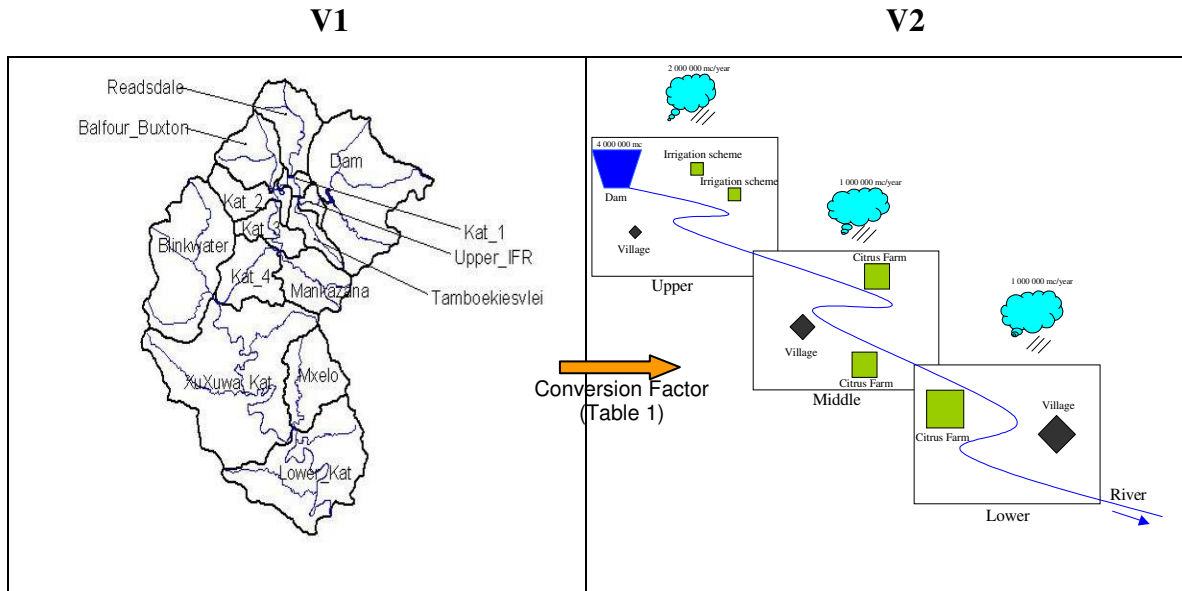 V1
V2
Readsdale
Balfour_Buxton
Dam
Kat_2
Kat_3
Blinkwater
Kat_4
Mankazana
Kat_1
Upper_IFR
Tamboekiesvlei
XuXuwa_Kat
Mxelo
Lower_Kat
Conversion Factor
(Table 1)
2 000 000 mc/year
4 000 000 mc
Irrigation scheme
Irrigation scheme
Dam
Village
Upper
1 000 000 mc/year
Citrus Farm
Village
Citrus Farm
Middle
1 000 000 mc/year
Village
Citrus Farm
River
Lower